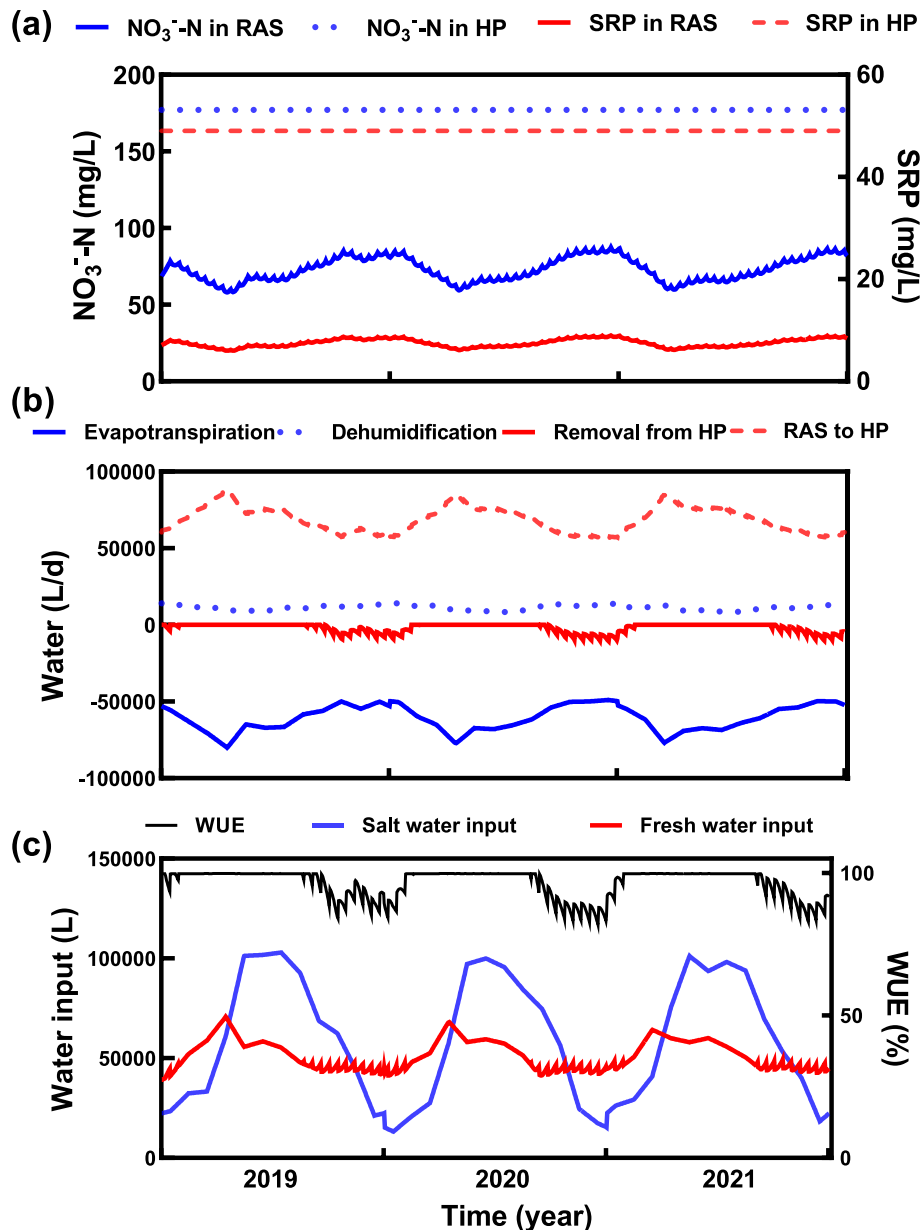 (a)
NO₃⁻-N in RAS NO₃⁻-N in HP SRP in RAS SRP in HP
200 60
150
40
100
20
50
0 0
NO₃⁻-N (mg/L)
SRP (mg/L)
(b)
Evapotranspiration Dehumidification Removal from HP RAS to HP
100000
50000
0
-50000
-100000
Water (L/d)
(c)
WUE Salt water input Fresh water input
150000
100
100000
50
50000
0 0
Water input (L)
WUE (%)
2019 2020 2021
Time (year)